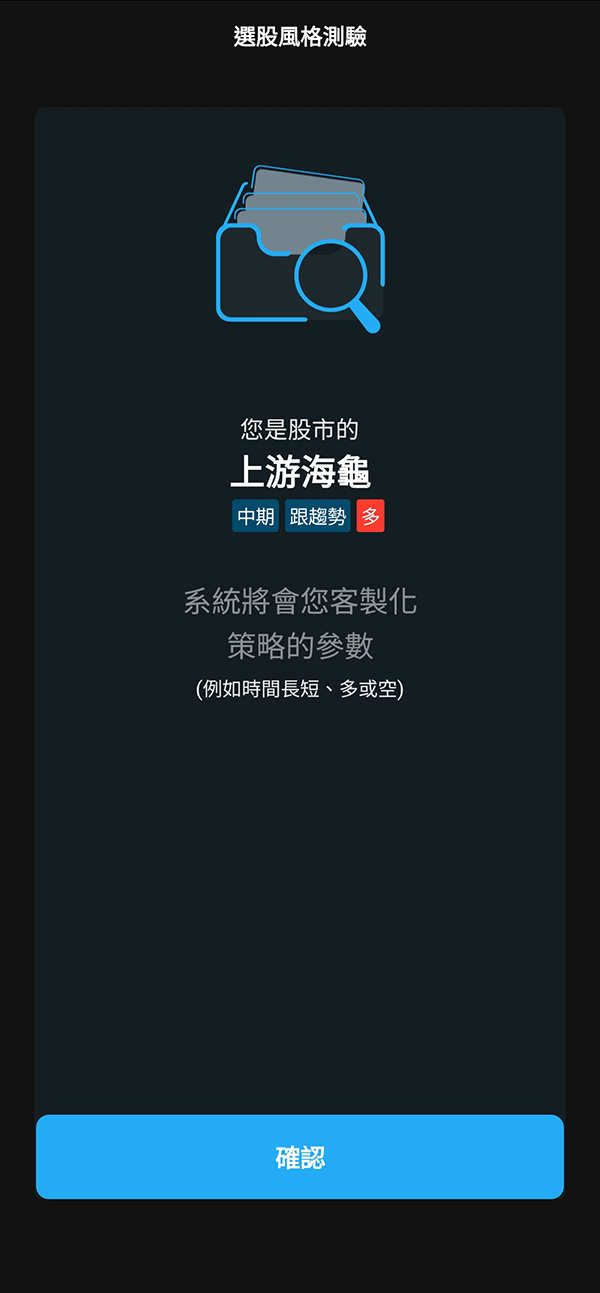 選股風格測驗
您是股市的
上游海龜
中期 跟趨勢 多
系統將會您客製化
策略的參數
(例如時間長短、多或空)
確認